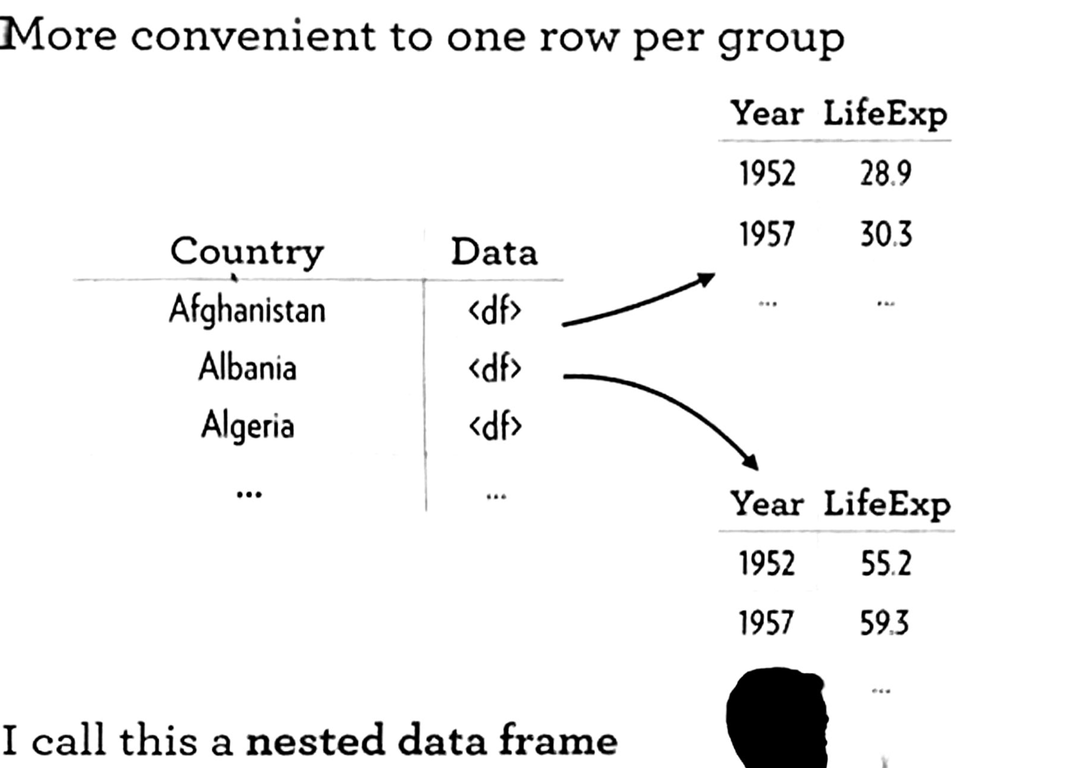 More convenient to one row per group
Country Data
Afghanistan <df>
Albania <df>
Algeria <df>
... ...
Year LifeExp
1952 28.9
1957 30.3
... ...
Year LifeExp
1952 55.2
1957 59.3
...
I call this a nested data frame